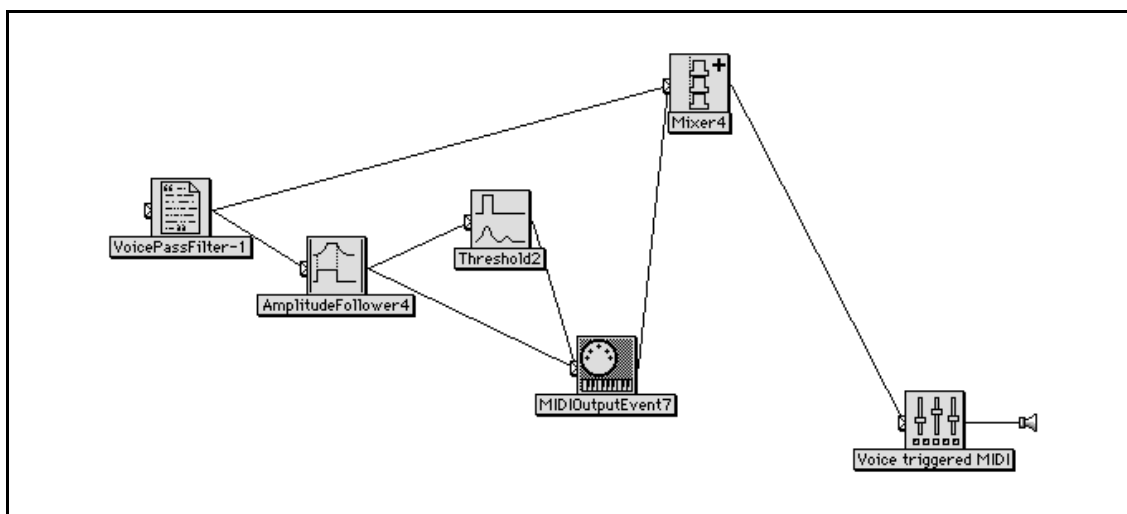 Mixer4
VoicePassFilter-1
Threshold2
AmplitudeFollower4
MIDIOutputEvent7
Voice triggered MIDI